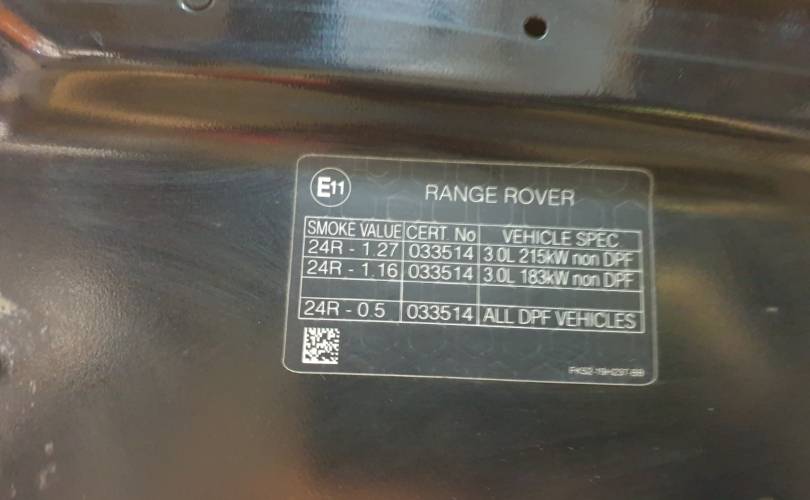 E11
RANGE ROVER
SMOKE VALUE CERT No VEHICLE SPEC
24R - 1.27 033514 3.0L 215kW non DPF
24R - 1.16 033514 3.0L 183kW non DPF
24R - 0.5 033514 ALL DPF VEHICLES